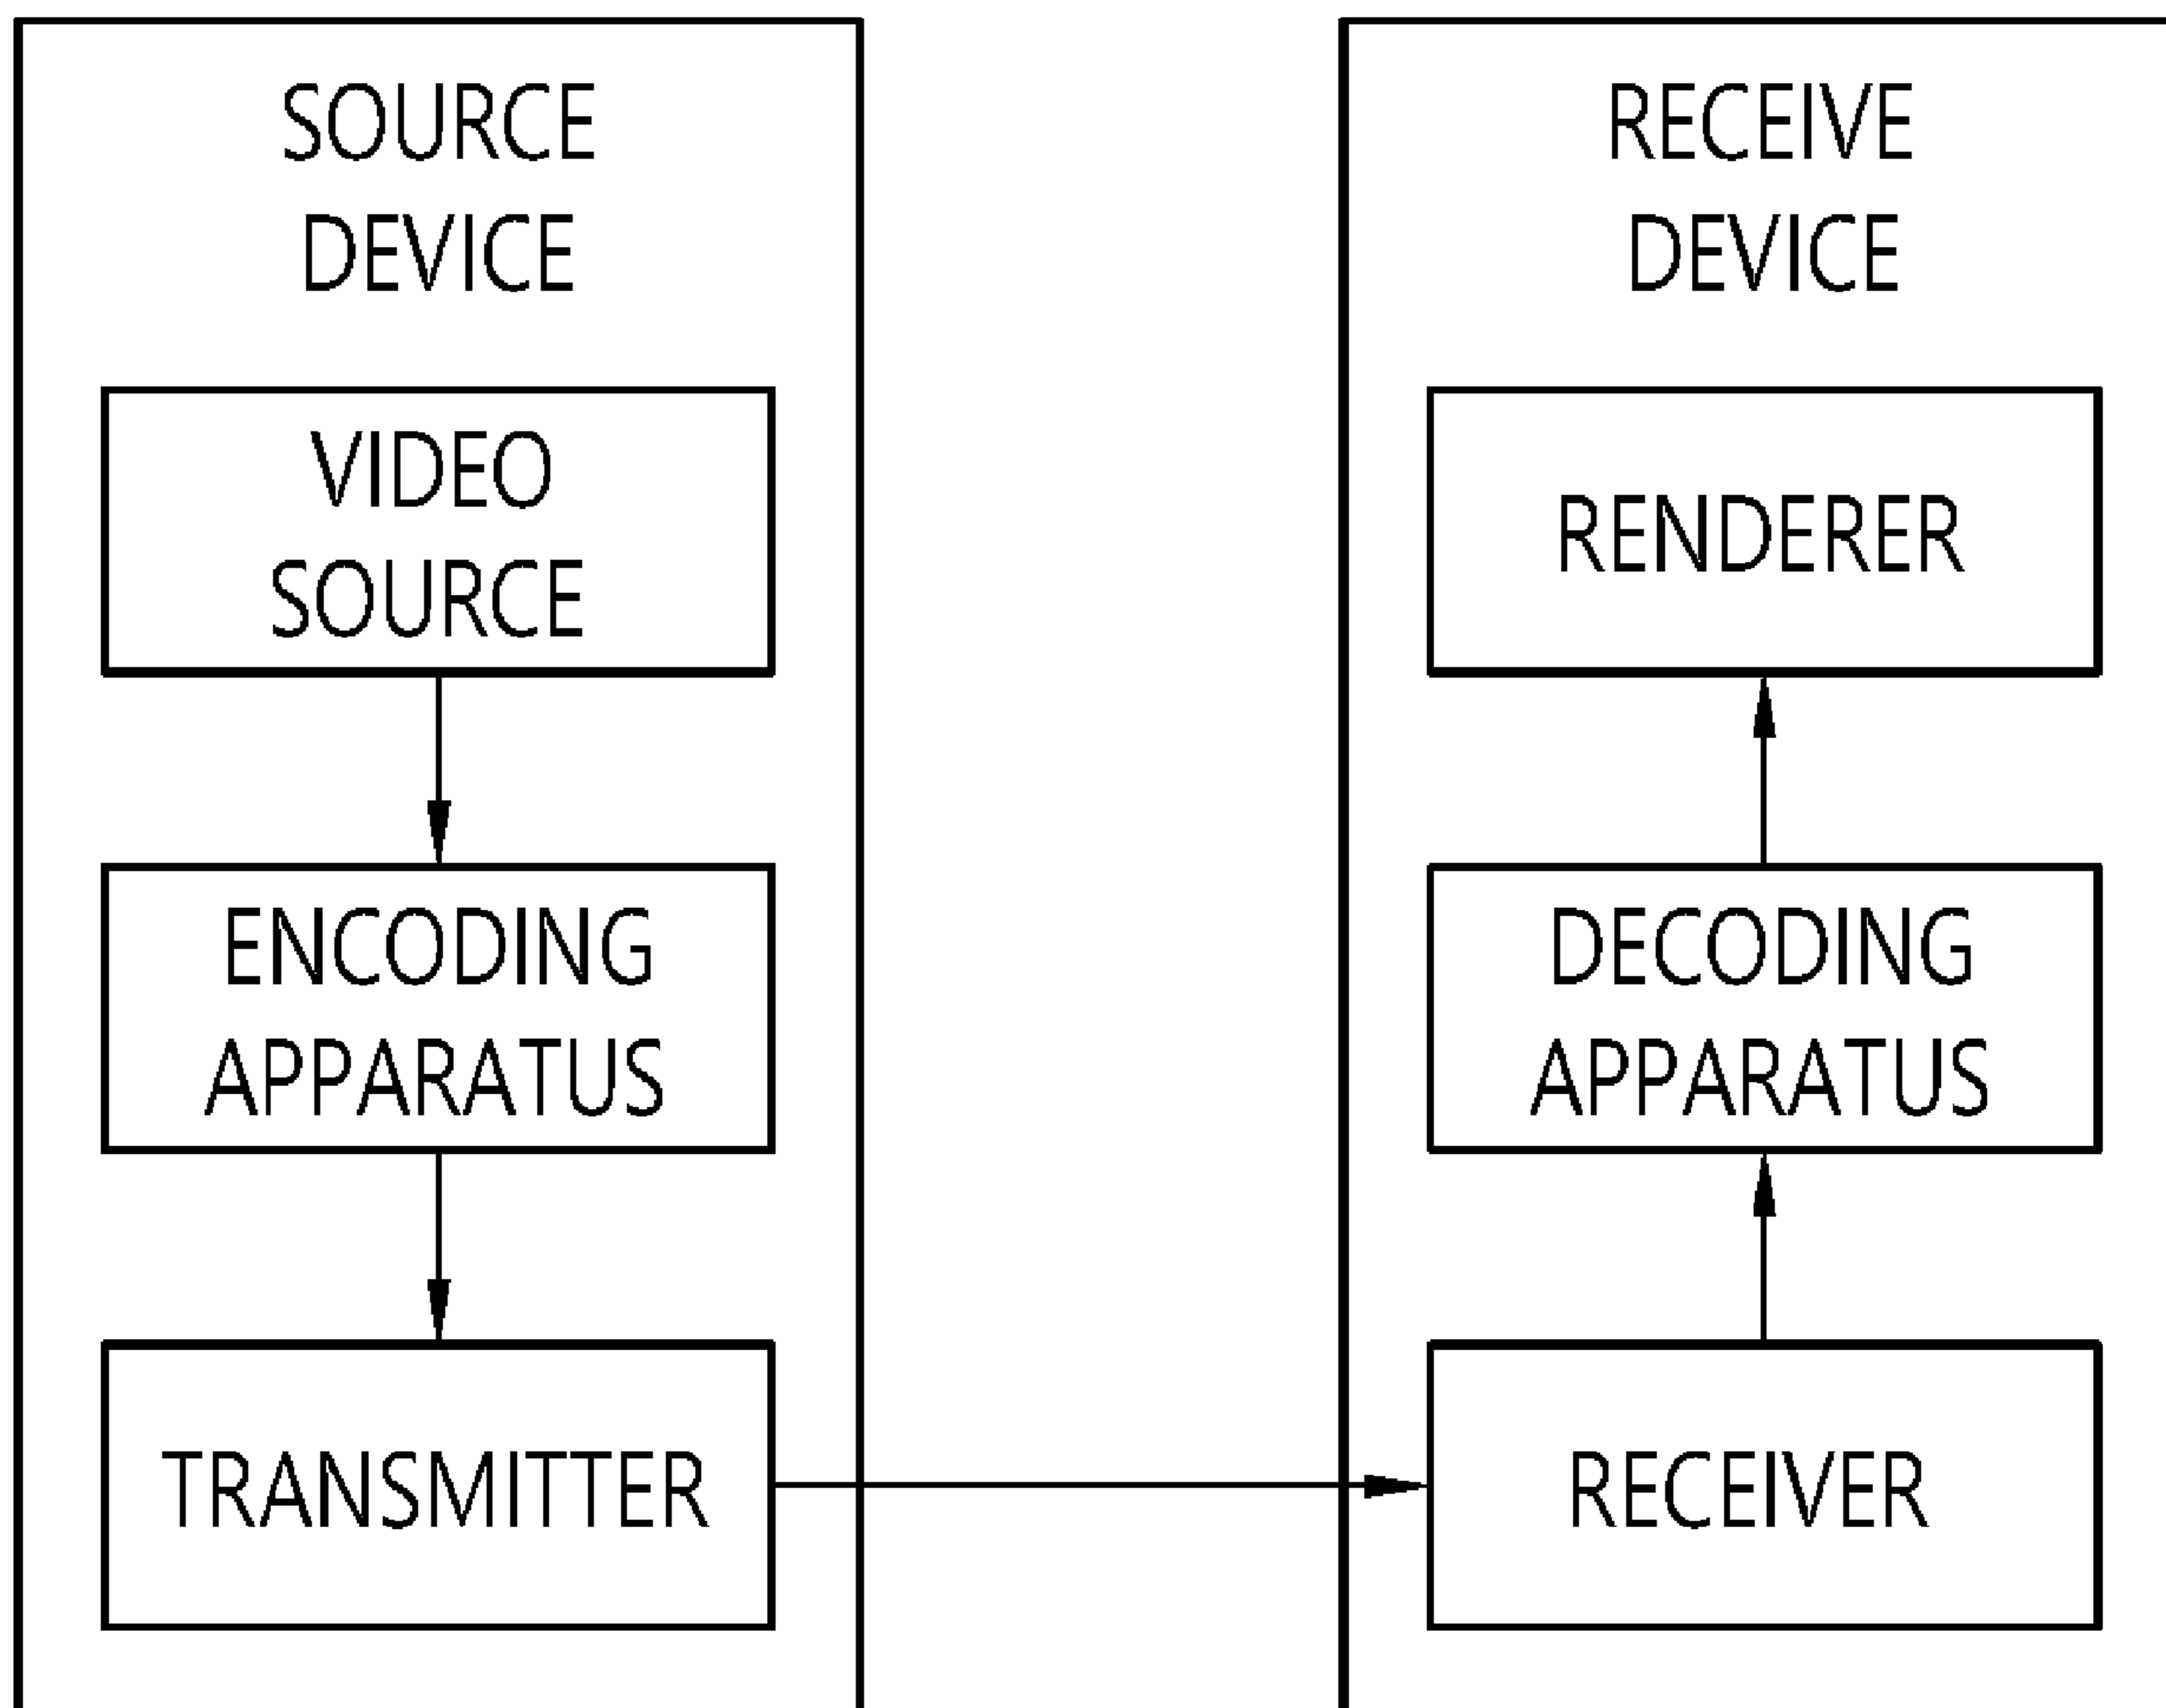 SOURCE
DEVICE
VIDEO
SOURCE
ENCODING
APPARATUS
TRANSMITTER
RECEIVE
DEVICE
RENDERER
DECODING
APPARATUS
RECEIVER